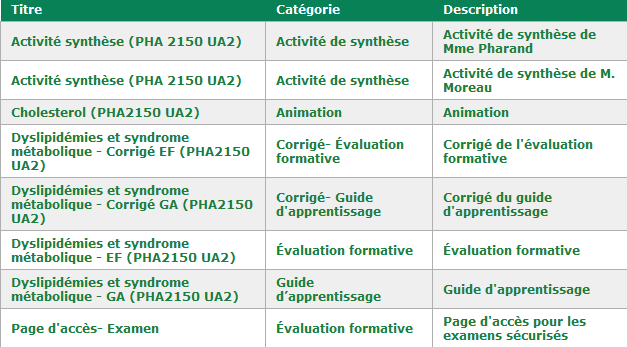 Titre Catégorie Description
Activité synthèse (PHA 2150 UA2) Activité de synthèse Activité de synthèse de
Mme Pharand
Activité synthèse (PHA 2150 UA2) Activité de synthèse Activité de synthèse de M.
Moreau
Cholesterol (PHA2150 UA2) Animation Animation
Dyslipidémies et syndrome
métabolique - Corrigé EF (PHA2150
UA2)
Corrigé- Évaluation
formative
Corrigé de l'évaluation
formative
Dyslipidémies et syndrome
métabolique - Corrigé GA (PHA2150
UA2)
Corrigé- Guide
d'apprentissage
Corrigé du guide
d'apprentissage
Dyslipidémies et syndrome
métabolique - EF (PHA2150 UA2)
Évaluation formative
Évaluation formative
Dyslipidémies et syndrome
métabolique - GA (PHA2150 UA2)
Guide
d’apprentissage
Guide d'apprentissage
Page d'accès- Examen
Évaluation formative
Page d'accès pour les
examens sécurisés